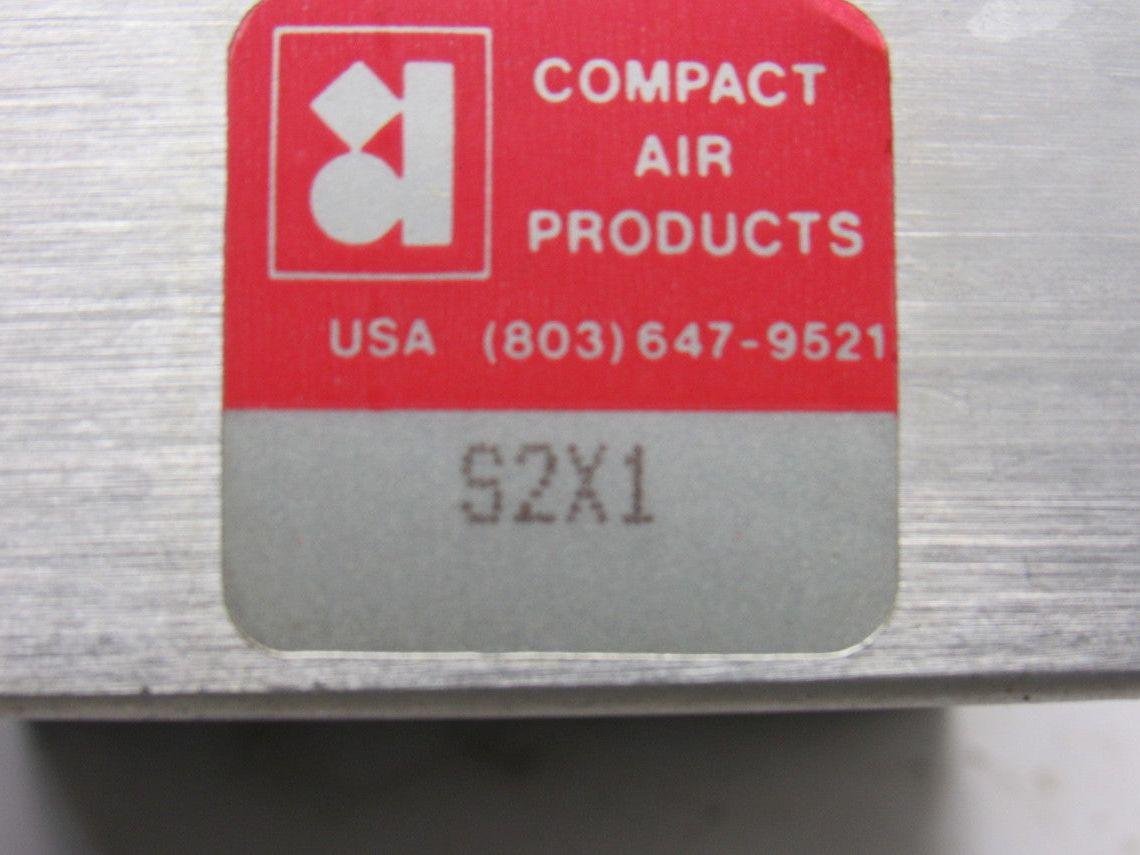 COMPACT
AIR
PRODUCTS
USA (803) 647-9521
S2X1